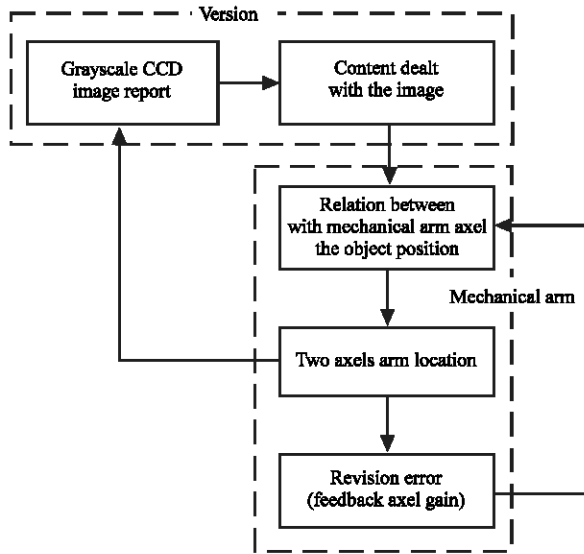 Version
Grayscale CCD
image report
Content dealt
with the image
Relation between
with mechanical arm axel
the object position
Mechanical arm
Two axels arm location
Revision error
(feedback axel gain)